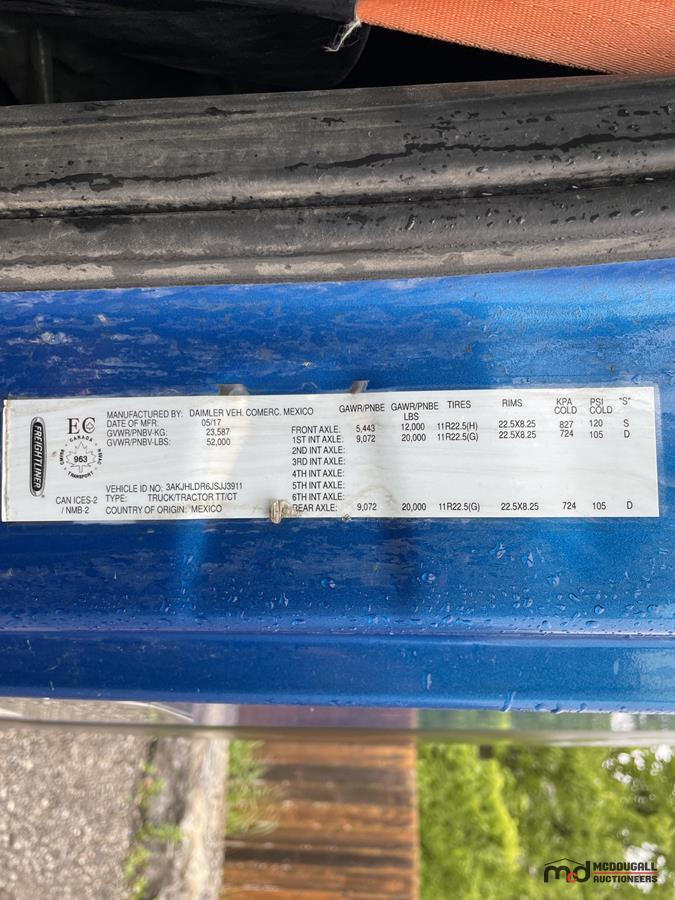 FREIGHTLINER
EC
CANADA
963
TRANSPORT
CAN ICES-2
/ NMB-2
MANUFACTURED BY: DAIMLER VEH. COMERC. MEXICO
DATE OF MFR: 05/17
GVWR/PNBV-KG: 23,587
GVWR/PNBV-LBS: 52,000
VEHICLE ID NO: 3AKJHLDR6JSJJ3911
TYPE: TRUCK/TRACTOR TT/CT
COUNTRY OF ORIGIN: MEXICO
GAWR/PNBE GAWR/PNBE LBS TIRES RIMS KPA COLD PSI COLD "S"
FRONT AXLE: 5,443 12,000 11R22.5(H) 22.5X8.25 827 120 S
1ST INT AXLE: 9,072 20,000 11R22.5(G) 22.5X8.25 724 105 D
2ND INT AXLE:
3RD INT AXLE:
4TH INT AXLE:
5TH INT AXLE:
6TH INT AXLE:
REAR AXLE: 9,072 20,000 11R22.5(G) 22.5X8.25 724 105 D
md MCDOUGALL
AUCTIONEERS